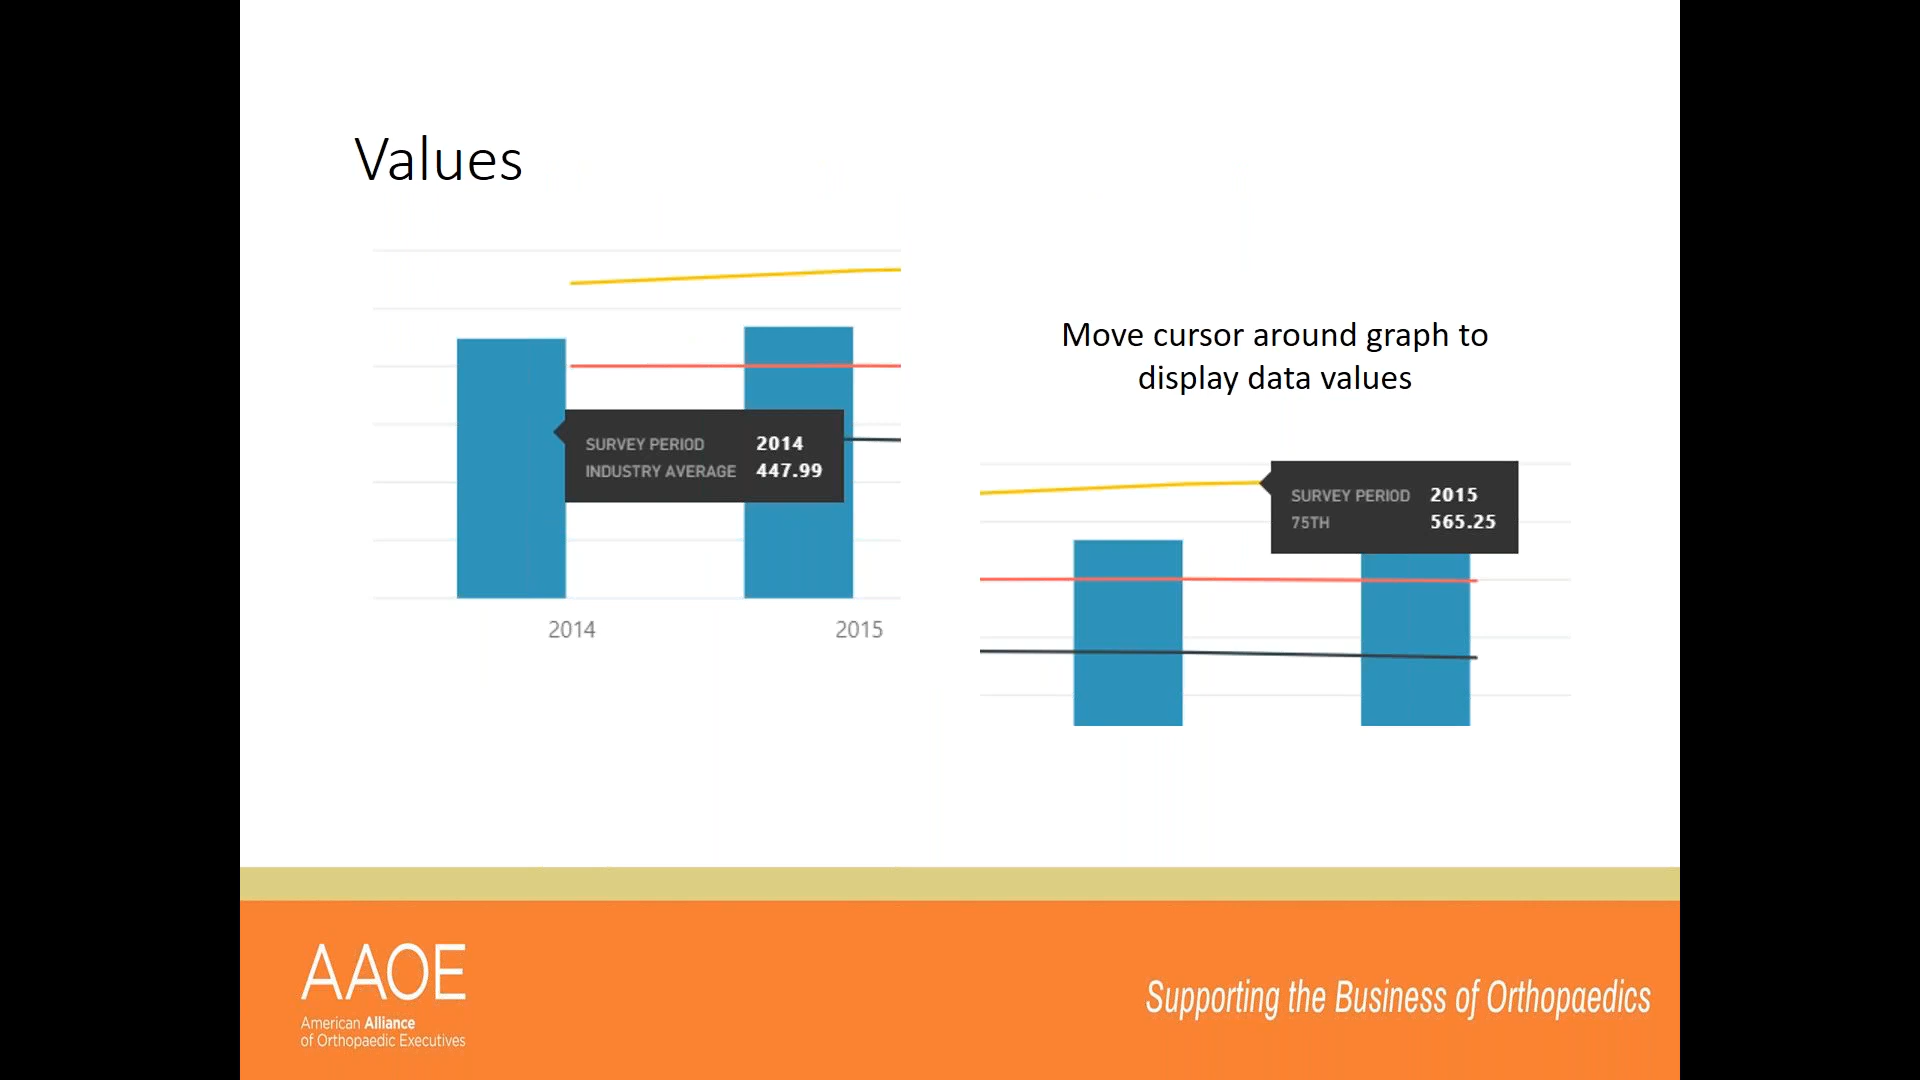 Values
SURVEY PERIOD 2014
INDUSTRY AVERAGE 447.99
2014 2015
Move cursor around graph to
display data values
SURVEY PERIOD 2015
75TH 565.25
AAOE
American Alliance
of Orthopaedic Executives
Supporting the Business of Orthopaedics